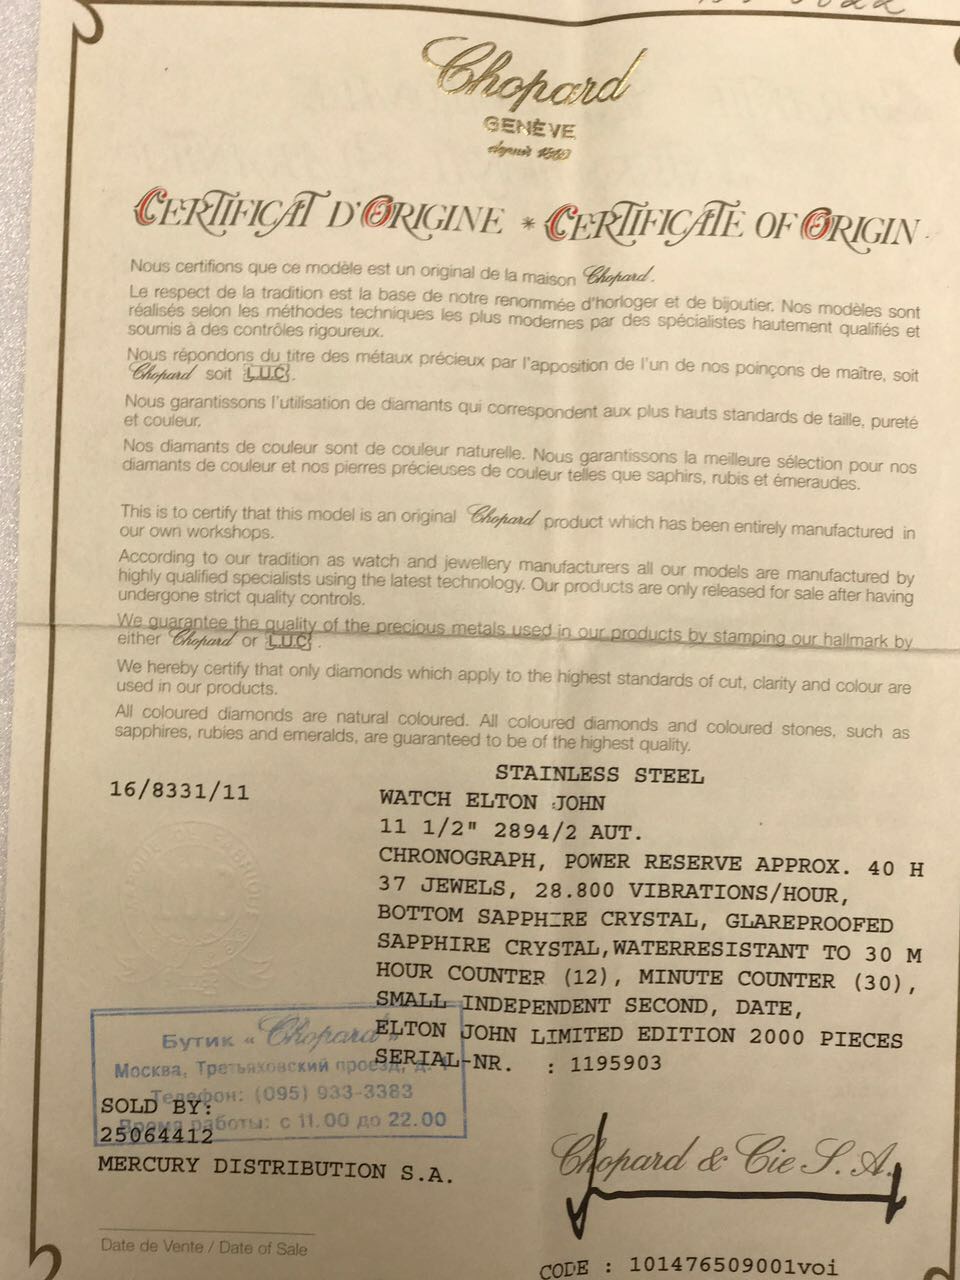 Chopard
GENÈVE
depuis 1860
CERTIFICAT D'ORIGINE * CERTIFICATE OF ORIGIN
Nous certifions que ce modèle est un original de la maison Chopard.
Le respect de la tradition est la base de notre renommée d'horloger et de bijoutier. Nos modèles sont
réalisés selon les méthodes techniques les plus modernes par des spécialistes hautement qualifiés et
soumis à des contrôles rigoureux.
Nous répondons du titre des métaux précieux par l'apposition de l'un de nos poinçons de maître, soit
Chopard soit L.U.C.
Nous garantissons l'utilisation de diamants qui correspondent aux plus hauts standards de taille, pureté
et couleur.
Nos diamants de couleur sont de couleur naturelle. Nous garantissons la meilleure sélection pour nos
diamants de couleur et nos pierres précieuses de couleur telles que saphirs, rubis et émeraudes.
This is to certify that this model is an original Chopard product which has been entirely manufactured in
our own workshops.
According to our tradition as watch and jewellery manufacturers all our models are manufactured by
highly qualified specialists using the latest technology. Our products are only released for sale after having
undergone strict quality controls.
We guarantee the quality of the precious metals used in our products by stamping our hallmark by
either Chopard or L.U.C.
We hereby certify that only diamonds which apply to the highest standards of cut, clarity and colour are
used in our products.
All coloured diamonds are natural coloured. All coloured diamonds and coloured stones, such as
sapphires, rubies and emeralds, are guaranteed to be of the highest quality.
STAINLESS STEEL
16/8331/11
WATCH ELTON JOHN
11 1/2" 2894/2 AUT.
CHRONOGRAPH, POWER RESERVE APPROX. 40 H
37 JEWELS, 28.800 VIBRATIONS/HOUR,
BOTTOM SAPPHIRE CRYSTAL, GLAREPROOFED
SAPPHIRE CRYSTAL,WATERRESISTANT TO 30 M
HOUR COUNTER (12), MINUTE COUNTER (30),
SMALL INDEPENDENT SECOND, DATE,
ELTON JOHN LIMITED EDITION 2000 PIECES
SERIAL-NR. : 1195903
Бутик «Chopard»
Москва, Третьяковский проезд, д.
Телефон: (095) 933-3383
Время работы: с 11.00 до 22.00
SOLD BY:
25064412
MERCURY DISTRIBUTION S.A.
Chopard & Cie S.A.
Date de Vente / Date of Sale
CODE : 101476509001voi